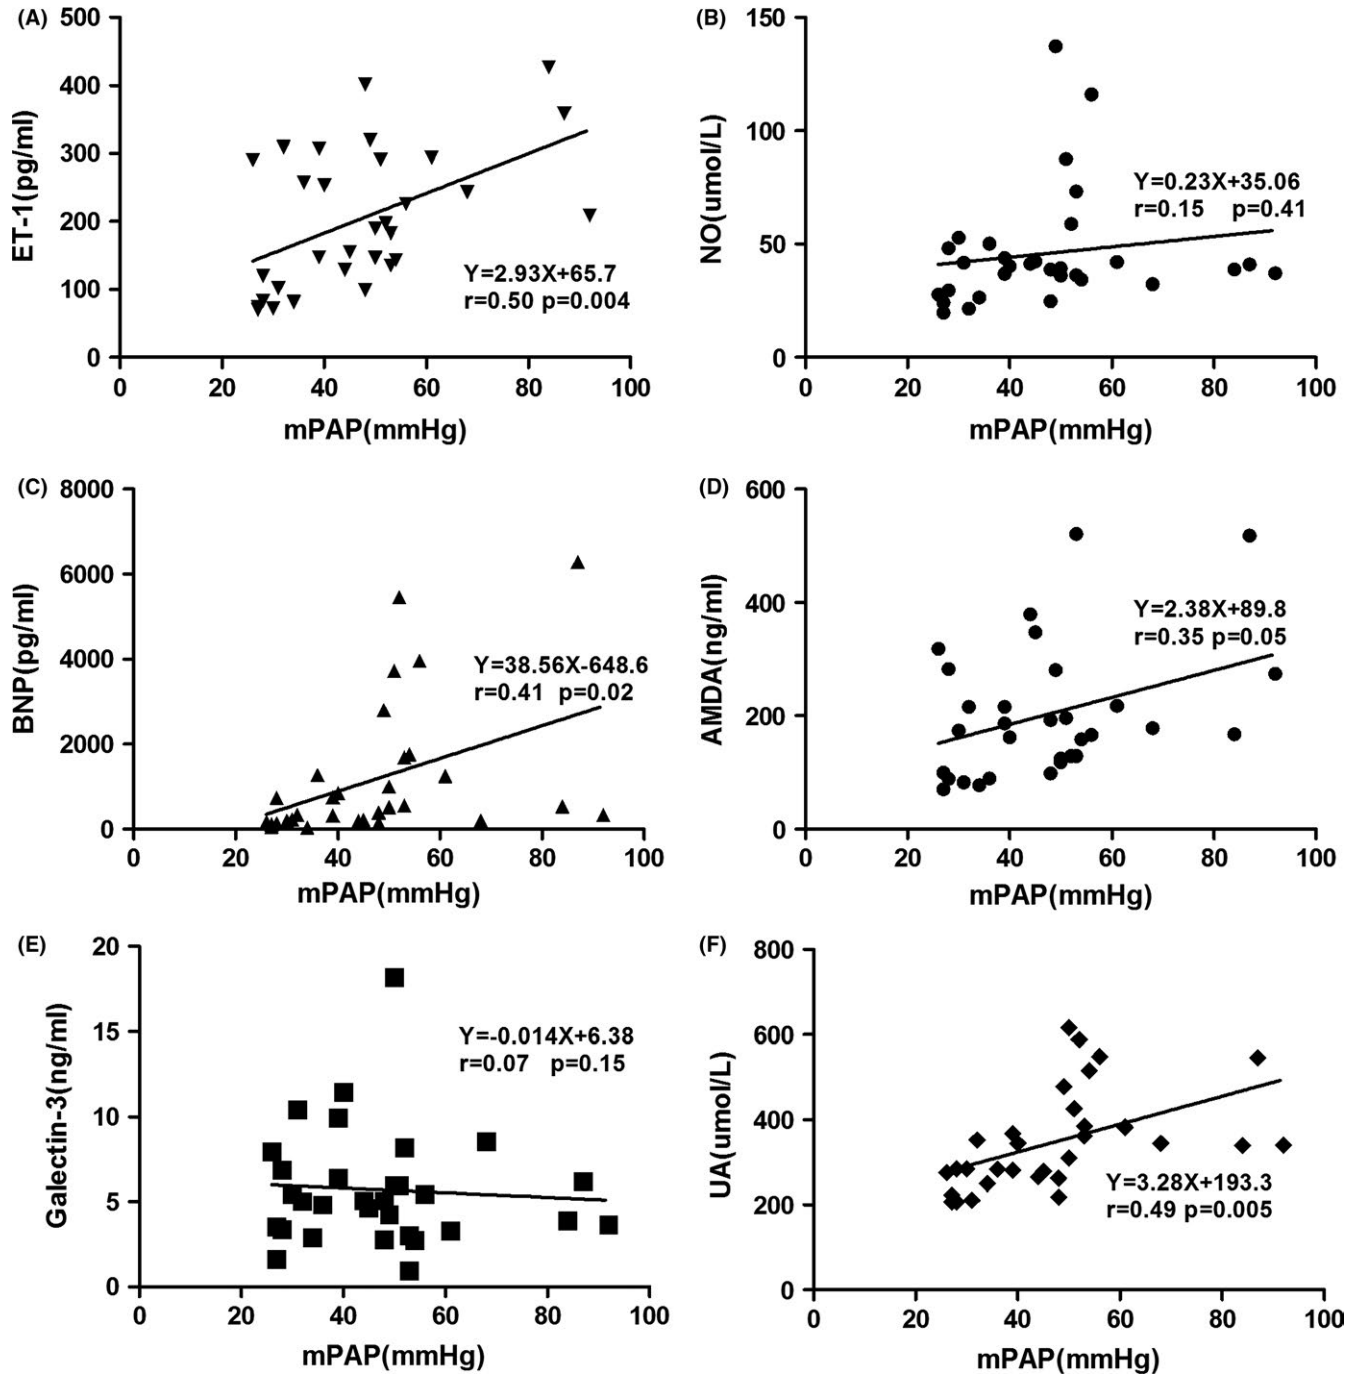 (A)
500
400
300
200
100
0
ET-1(pg/ml)
Y=2.93X+65.7
r=0.50 p=0.004
0 20 40 60 80 100
mPAP(mmHg)
(B)
150
100
50
0
NO(umol/L)
Y=0.23X+35.06
r=0.15 p=0.41
0 20 40 60 80 100
mPAP(mmHg)
(C)
8000
6000
4000
2000
0
BNP(pg/ml)
Y=38.56X-648.6
r=0.41 p=0.02
0 20 40 60 80 100
mPAP(mmHg)
(D)
600
400
200
0
AMDA(ng/ml)
Y=2.38X+89.8
r=0.35 p=0.05
0 20 40 60 80 100
mPAP(mmHg)
(E)
20
15
10
5
0
Galectin-3(ng/ml)
Y=-0.014X+6.38
r=0.07 p=0.15
0 20 40 60 80 100
mPAP(mmHg)
(F)
800
600
400
200
0
UA(umol/L)
Y=3.28X+193.3
r=0.49 p=0.005
0 20 40 60 80 100
mPAP(mmHg)